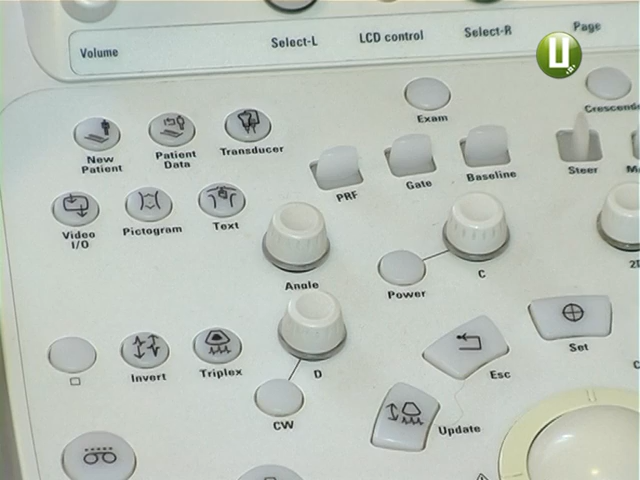 Volume
Select-L
LCD control
Select-R
Page
U
Exam
Crescendo
New
Patient
Patient
Data
Transducer
PRF
Gate
Baseline
Steer
Video
I/O
Pictogram
Text
Angle
Power
C
2D
Invert
Triplex
D
CW
Esc
Set
Update